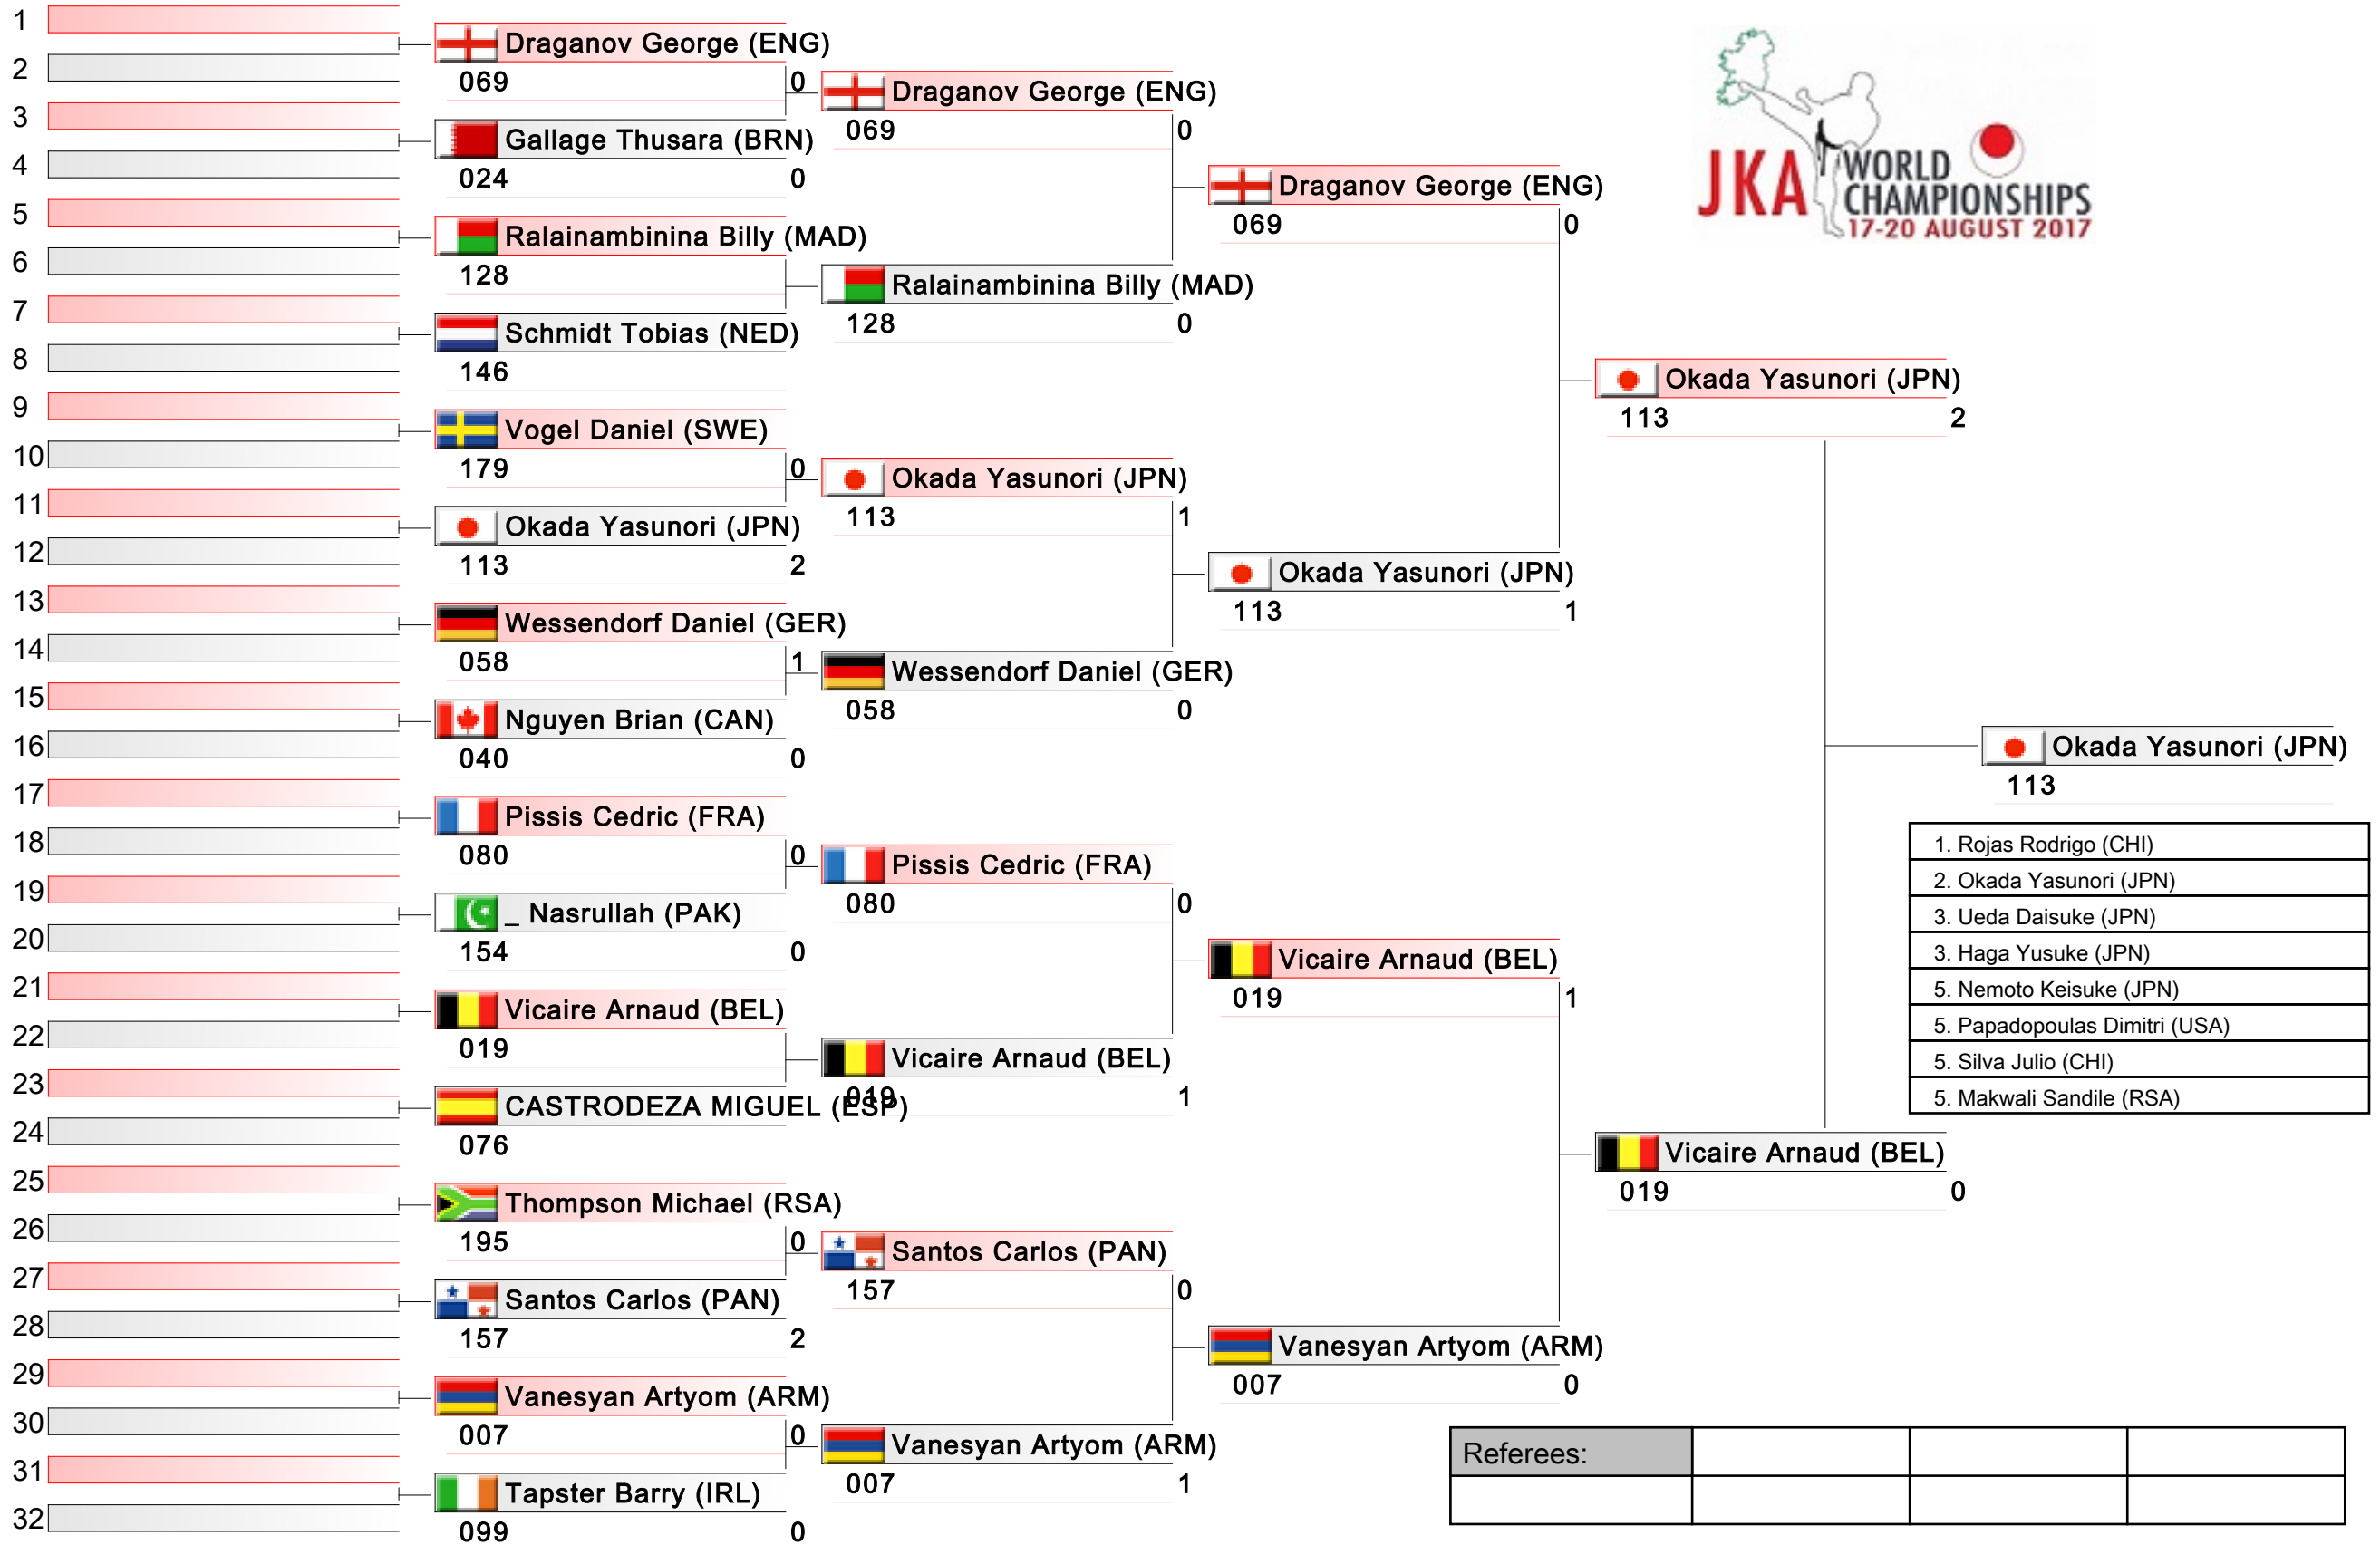 1
2
3
4
5
6
7
8
9
10
11
12
13
14
15
16
17
18
19
20
21
22
23
24
25
26
27
28
29
30
31
32
Draganov George (ENG)
069 0
Gallage Thusara (BRN)
024 0
Ralainambinina Billy (MAD)
128
Schmidt Tobias (NED)
146
Vogel Daniel (SWE)
179 0
Okada Yasunori (JPN)
113 2
Wessendorf Daniel (GER)
058 1
Nguyen Brian (CAN)
040 0
Pissis Cedric (FRA)
080 0
_ Nasrullah (PAK)
154 0
Vicaire Arnaud (BEL)
019
CASTRODEZA MIGUEL (ESP)
076
Thompson Michael (RSA)
195 0
Santos Carlos (PAN)
157 2
Vanesyan Artyom (ARM)
007 0
Tapster Barry (IRL)
099 0
Draganov George (ENG)
069 0
Ralainambinina Billy (MAD)
128 0
Okada Yasunori (JPN)
113 1
Wessendorf Daniel (GER)
058 0
Pissis Cedric (FRA)
080 0
Vicaire Arnaud (BEL)
019 1
Santos Carlos (PAN)
157 0
Vanesyan Artyom (ARM)
007 1
Draganov George (ENG)
069 0
Okada Yasunori (JPN)
113 1
Vicaire Arnaud (BEL)
019 1
Vanesyan Artyom (ARM)
007 0
Okada Yasunori (JPN)
113 2
Vicaire Arnaud (BEL)
019 0
Okada Yasunori (JPN)
113
JKA WORLD
CHAMPIONSHIPS
17-20 AUGUST 2017
1. Rojas Rodrigo (CHI)
2. Okada Yasunori (JPN)
3. Ueda Daisuke (JPN)
3. Haga Yusuke (JPN)
5. Nemoto Keisuke (JPN)
5. Papadopoulas Dimitri (USA)
5. Silva Julio (CHI)
5. Makwali Sandile (RSA)
Referees: